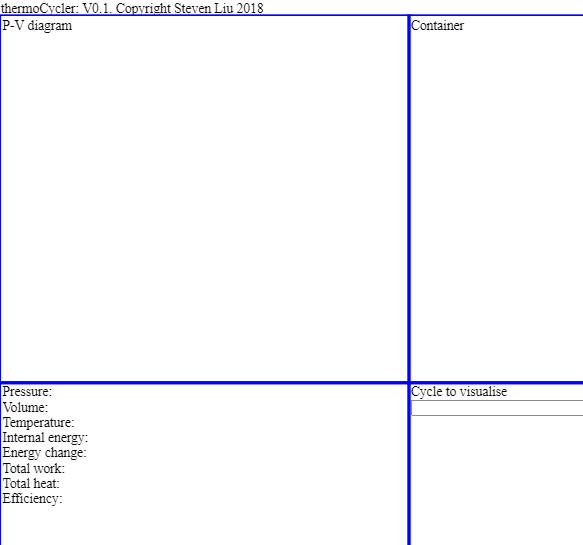 thermoCycler: V0.1. Copyright Steven Liu 2018
P-V diagram
Container
Pressure:
Volume:
Temperature:
Internal energy:
Energy change:
Total work:
Total heat:
Efficiency:
Cycle to visualise